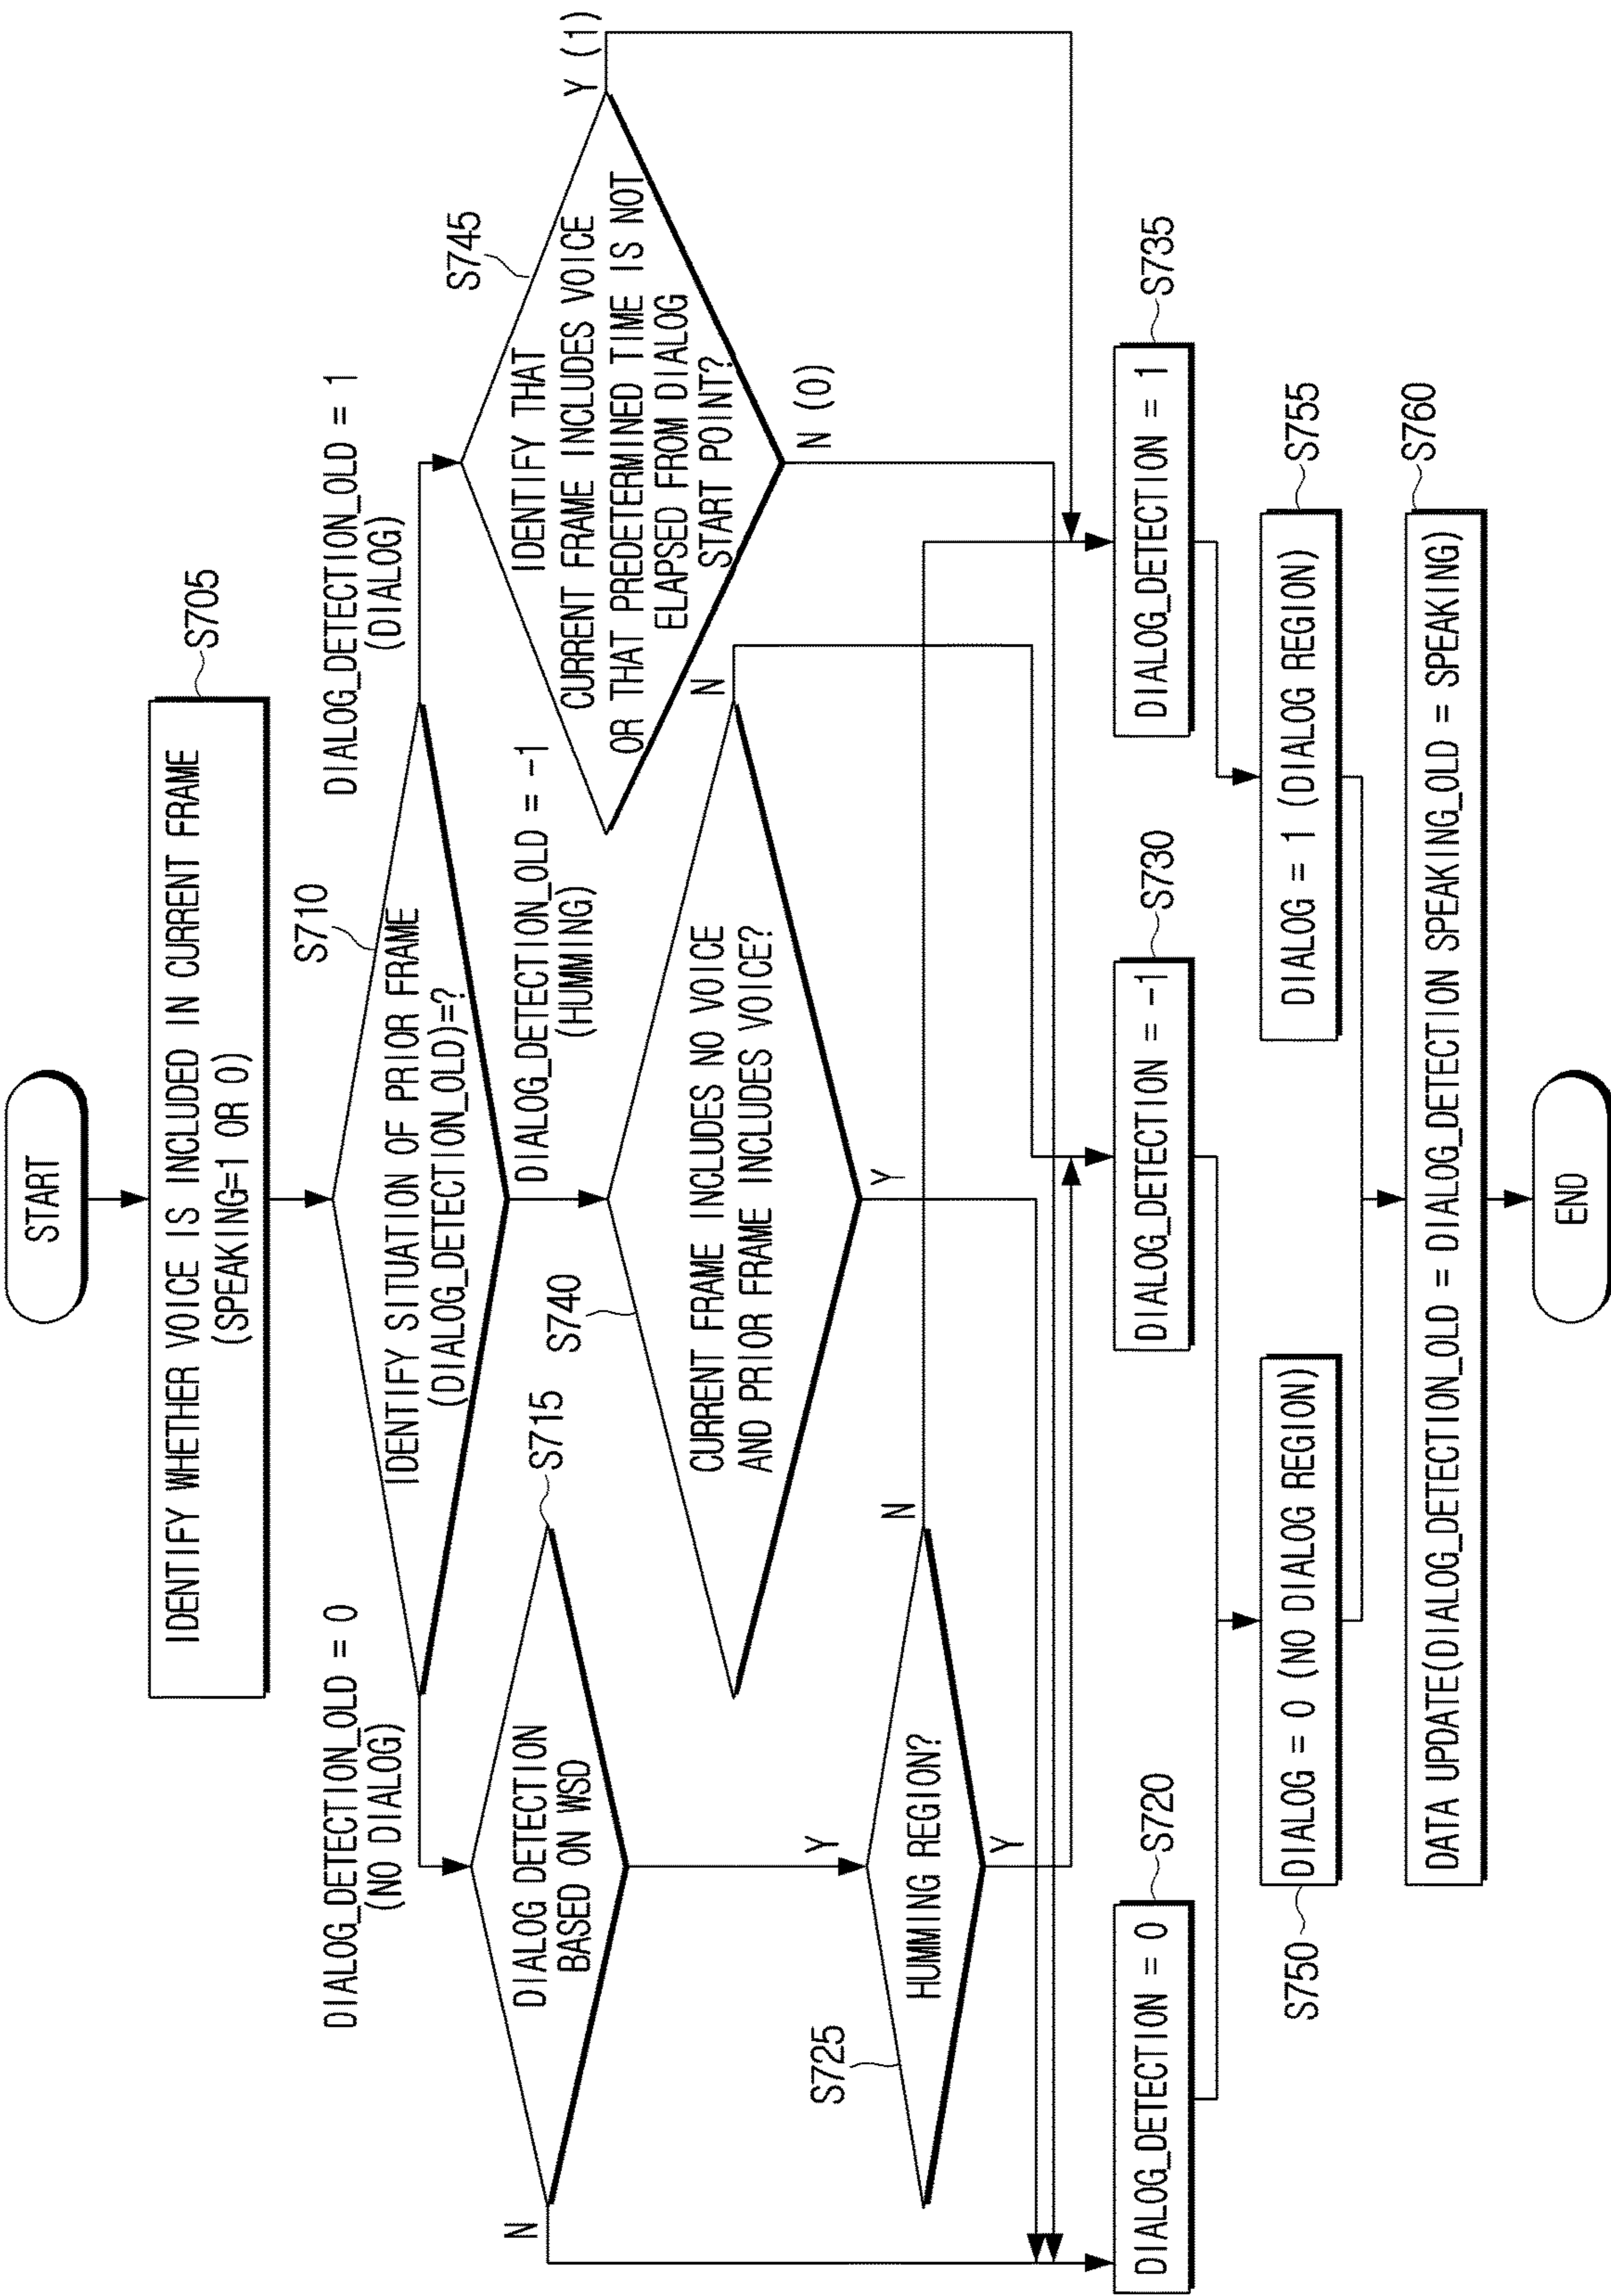 START
IDENTIFY WHETHER VOICE IS INCLUDED IN CURRENT FRAME
(SPEAKING=1 OR 0)
S705
S710
IDENTIFY SITUATION OF PRIOR FRAME
(DIALOG_DETECTION_OLD)=?
DIALOG_DETECTION_OLD = 0
(NO DIALOG)
DIALOG_DETECTION_OLD = -1
(HUMMING)
DIALOG_DETECTION_OLD = 1
(DIALOG)
DIALOG DETECTION
BASED ON WSD
S715
N
Y
S740
CURRENT FRAME INCLUDES NO VOICE
AND PRIOR FRAME INCLUDES VOICE?
N
Y
S745
IDENTIFY THAT
CURRENT FRAME INCLUDES VOICE
OR THAT PREDETERMINED TIME IS NOT
ELAPSED FROM DIALOG
START POINT?
Y (1)
N (0)
S725
HUMMING REGION?
N
Y
DIALOG_DETECTION = 0
S720
DIALOG_DETECTION = -1
S730
DIALOG_DETECTION = 1
S735
S750
DIALOG = 0 (NO DIALOG REGION)
DIALOG = 1 (DIALOG REGION)
S755
DATA UPDATE(DIALOG_DETECTION_OLD = DIALOG_DETECTION SPEAKING_OLD = SPEAKING)
S760
END